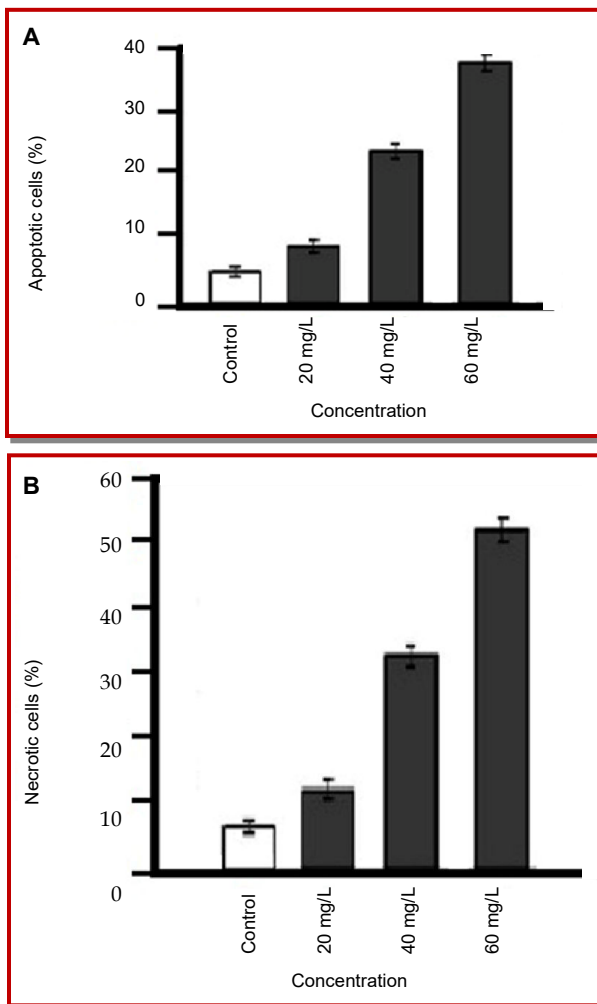 A
40
30
20
10
0
Apoptotic cells (%)
Control
20 mg/L
40 mg/L
60 mg/L
Concentration
B
60
50
40
30
20
10
0
Necrotic cells (%)
Control
20 mg/L
40 mg/L
60 mg/L
Concentration